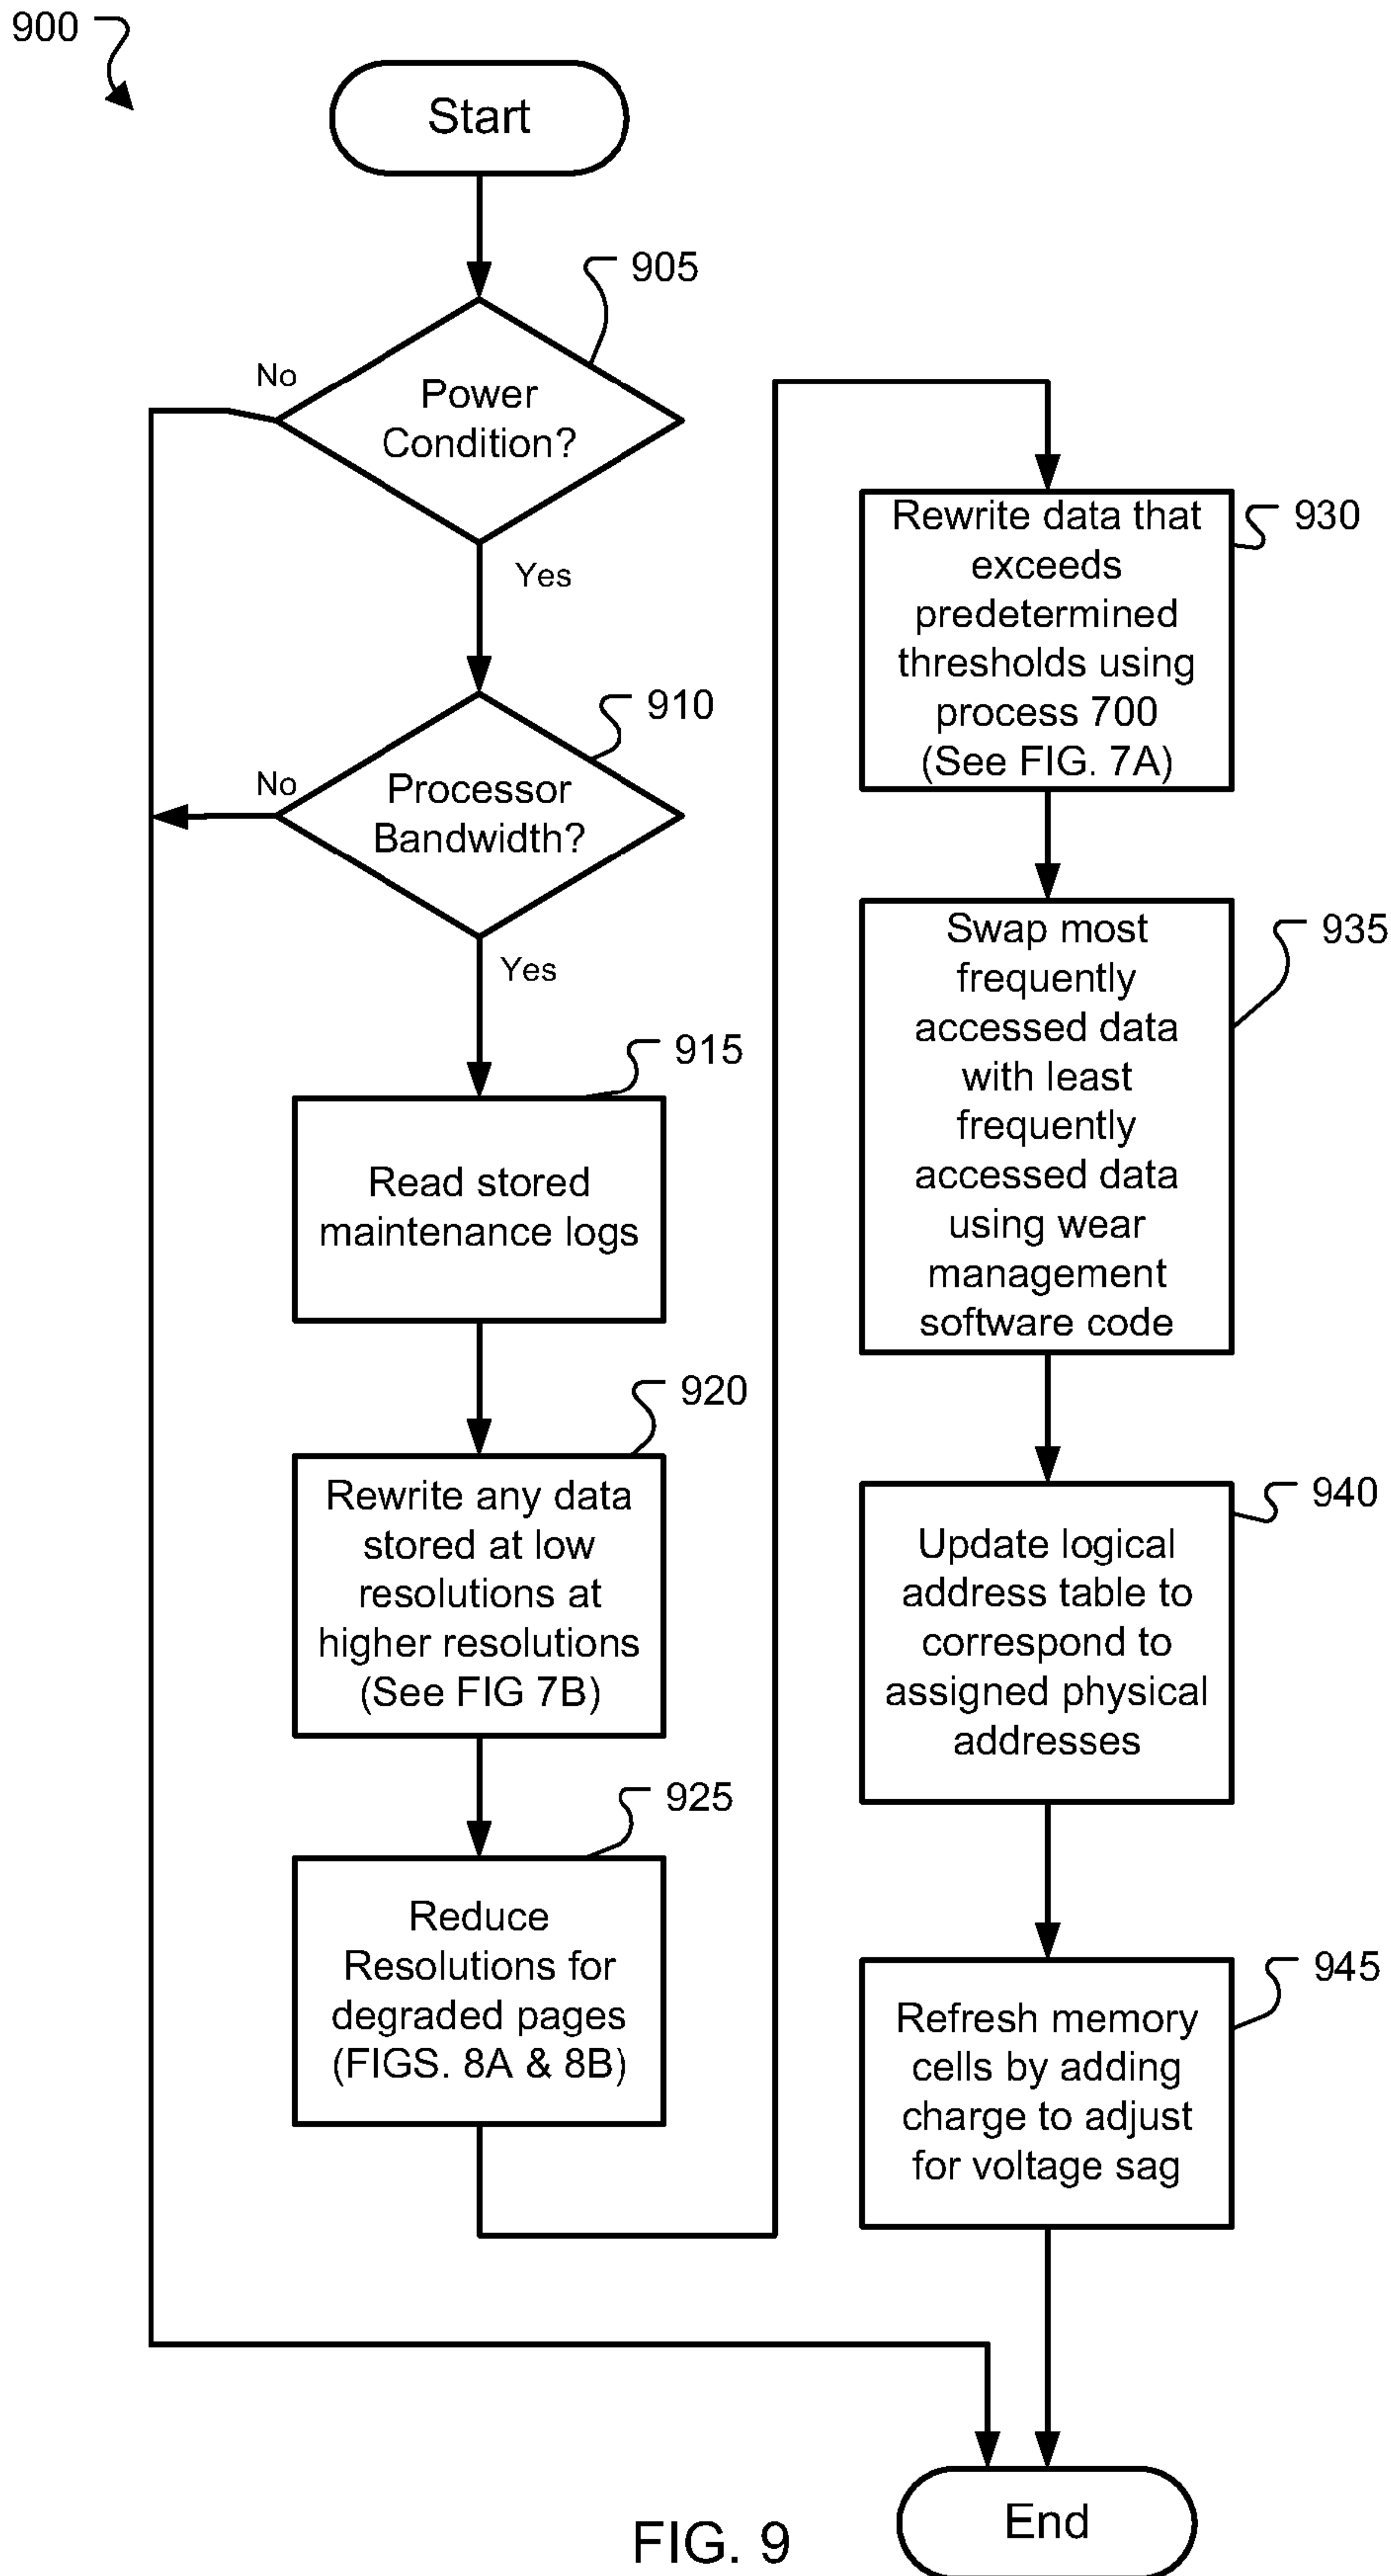 900
Start
905
No
Power
Condition?
Yes
910
No
Processor
Bandwidth?
Yes
915
Read stored
maintenance logs
920
Rewrite any data
stored at low
resolutions at
higher resolutions
(See FIG 7B)
925
Reduce
Resolutions for
degraded pages
(FIGS. 8A & 8B)
930
Rewrite data that
exceeds
predetermined
thresholds using
process 700
(See FIG. 7A)
935
Swap most
frequently
accessed data
with least
frequently
accessed data
using wear
management
software code
940
Update logical
address table to
correspond to
assigned physical
addresses
945
Refresh memory
cells by adding
charge to adjust
for voltage sag
End
FIG. 9